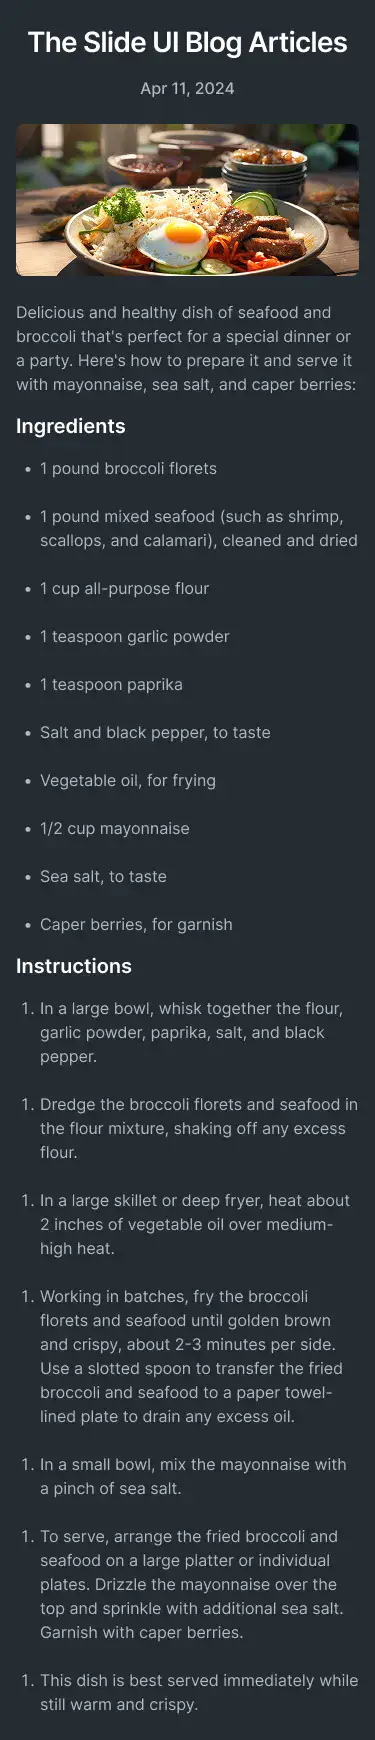 The Slide UI Blog Articles
Apr 11, 2024
Delicious and healthy dish of seafood and
broccoli that's perfect for a special dinner or
a party. Here's how to prepare it and serve it
with mayonnaise, sea salt, and caper berries:
Ingredients
• 1 pound broccoli florets
• 1 pound mixed seafood (such as shrimp,
scallops, and calamari), cleaned and dried
• 1 cup all-purpose flour
• 1 teaspoon garlic powder
• 1 teaspoon paprika
• Salt and black pepper, to taste
• Vegetable oil, for frying
• 1/2 cup mayonnaise
• Sea salt, to taste
• Caper berries, for garnish
Instructions
1. In a large bowl, whisk together the flour,
garlic powder, paprika, salt, and black
pepper.
1. Dredge the broccoli florets and seafood in
the flour mixture, shaking off any excess
flour.
1. In a large skillet or deep fryer, heat about
2 inches of vegetable oil over medium-
high heat.
1. Working in batches, fry the broccoli
florets and seafood until golden brown
and crispy, about 2-3 minutes per side.
Use a slotted spoon to transfer the fried
broccoli and seafood to a paper towel-
lined plate to drain any excess oil.
1. In a small bowl, mix the mayonnaise with
a pinch of sea salt.
1. To serve, arrange the fried broccoli and
seafood on a large platter or individual
plates. Drizzle the mayonnaise over the
top and sprinkle with additional sea salt.
Garnish with caper berries.
1. This dish is best served immediately while
still warm and crispy.